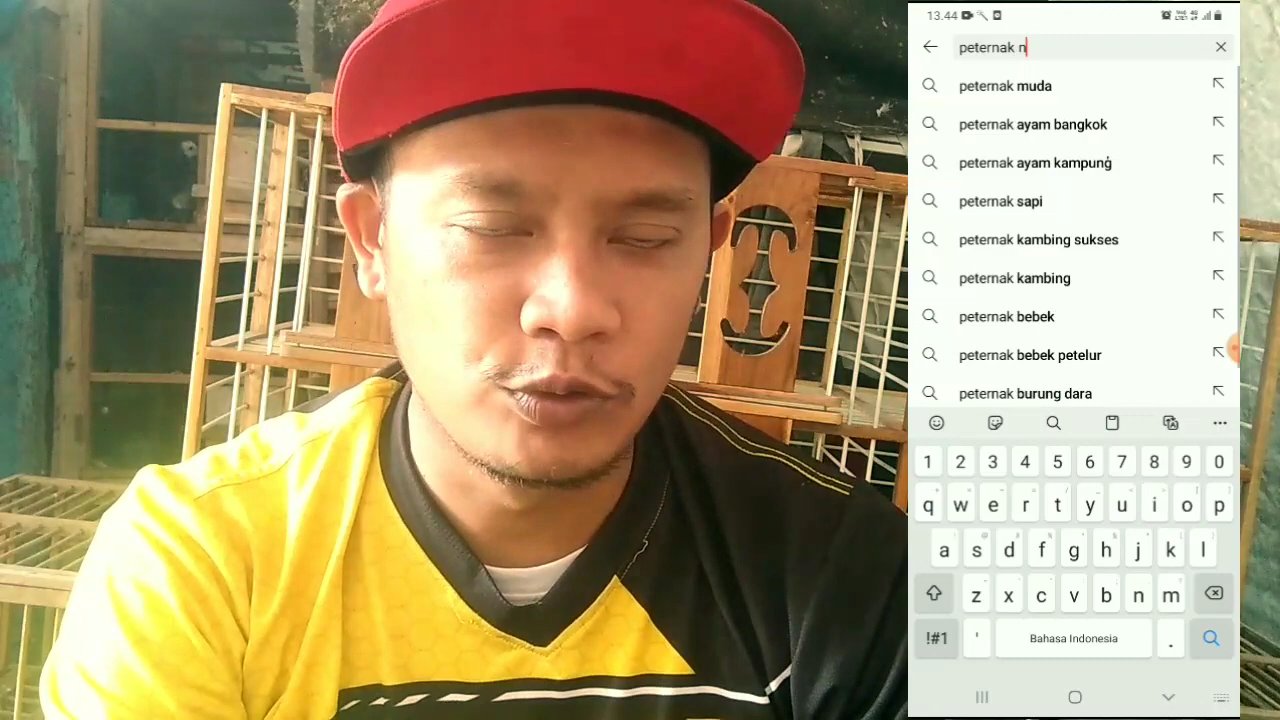 13.44
peternak n
peternak muda
peternak ayam bangkok
peternak ayam kampung
peternak sapi
peternak kambing sukses
peternak kambing
peternak bebek
peternak bebek petelur
peternak burung dara
1 2 3 4 5 6 7 8 9 0
q w e r t y u i o p
a s d f g h j k l
z x c v b n m
!#1 ' Bahasa Indonesia .